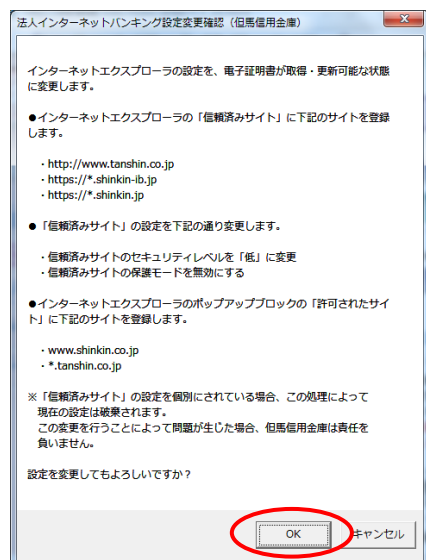 法人インターネットバンキング設定変更確認（但馬信用金庫）
インターネットエクスプローラの設定を、電子証明書が取得・更新可能な状態
に変更します。
●インターネットエクスプローラの「信頼済みサイト」に下記のサイトを登録
します。
・http://www.tanshin.co.jp
・https://*.shinkin-ib.jp
・https://*.shinkin.jp
●「信頼済みサイト」の設定を下記の通り変更します。
・信頼済みサイトのセキュリティレベルを「低」に変更
・信頼済みサイトの保護モードを無効にする
●インターネットエクスプローラのポップアップブロックの「許可されたサイ
ト」に下記のサイトを登録します。
・www.shinkin.co.jp
・*.tanshin.co.jp
※「信頼済みサイト」の設定を個別にされている場合、この処理によって
現在の設定は破棄されます。
この変更を行うことによって問題が生じた場合、但馬信用金庫は責任を
負いません。
設定を変更してもよろしいですか？
OK
キャンセル